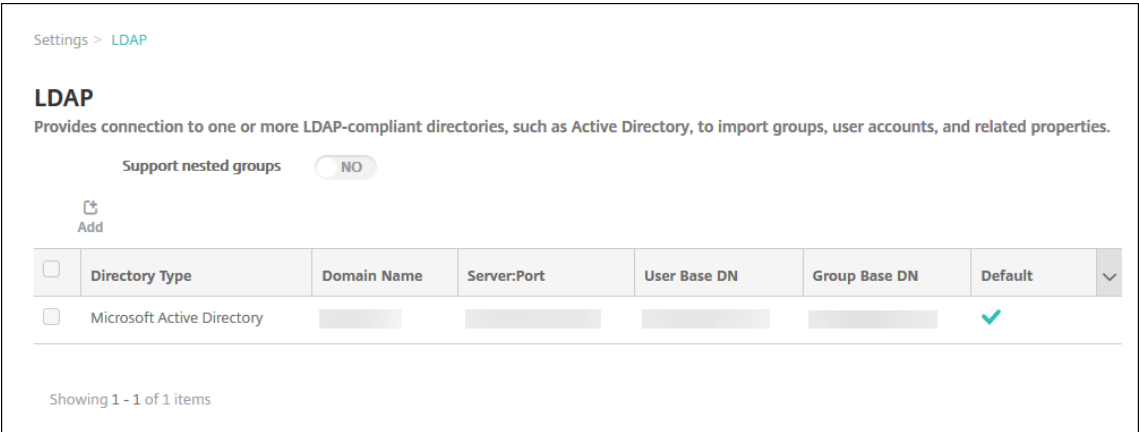 Settings > LDAP
LDAP
Provides connection to one or more LDAP-compliant directories, such as Active Directory, to import groups, user accounts, and related properties.
Support nested groups NO
Add
Directory Type Domain Name Server:Port User Base DN Group Base DN Default
Microsoft Active Directory
Showing 1 - 1 of 1 items